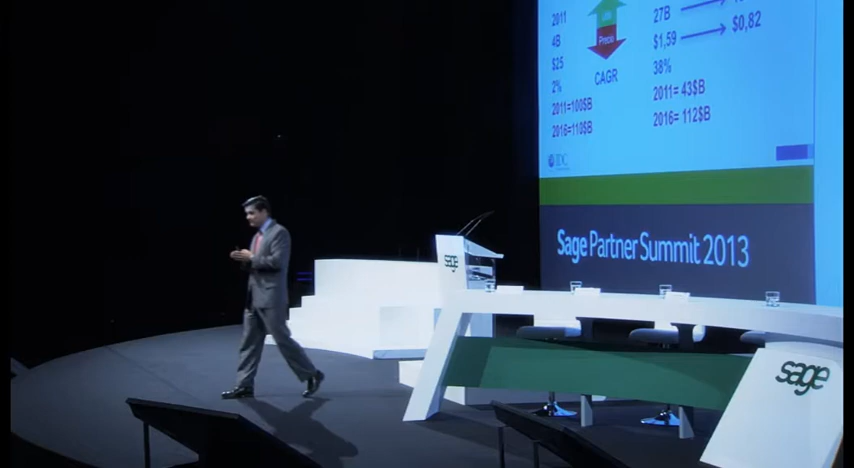 2011
4B
$25
2%
2011=100$B
2016=110$B
Precio
CAGR
27B
$1,59
$0,82
38%
2011= 43$B
2016= 112$B
IDC
Sage Partner Summit 2013
sage
sage